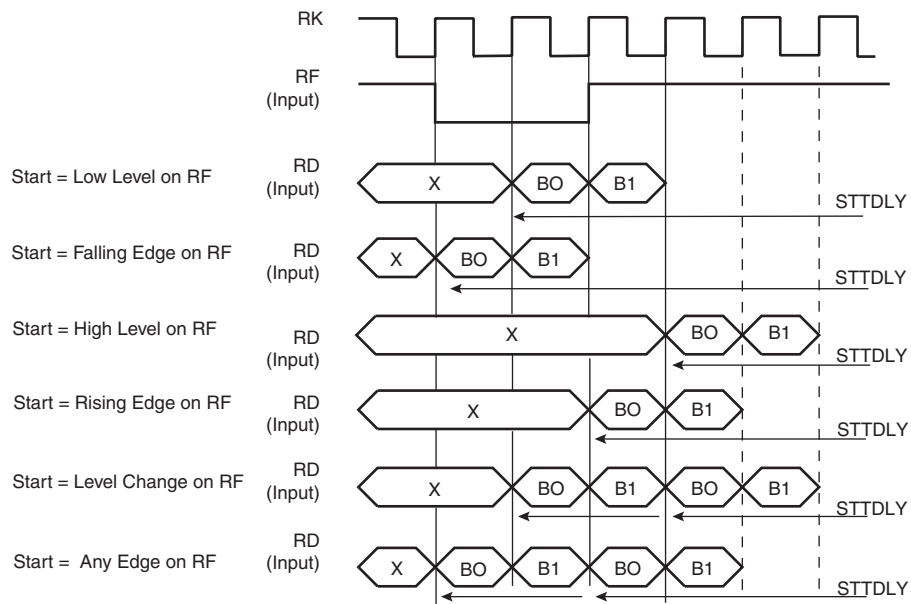 RK
RF
(Input)
Start = Low Level on RF
RD
(Input)
X
BO
B1
STTDLY
Start = Falling Edge on RF
RD
(Input)
X
BO
B1
STTDLY
Start = High Level on RF
RD
(Input)
X
BO
B1
STTDLY
Start = Rising Edge on RF
RD
(Input)
X
BO
B1
STTDLY
Start = Level Change on RF
RD
(Input)
X
BO
B1
BO
B1
STTDLY
Start = Any Edge on RF
RD
(Input)
X
BO
B1
BO
B1
STTDLY